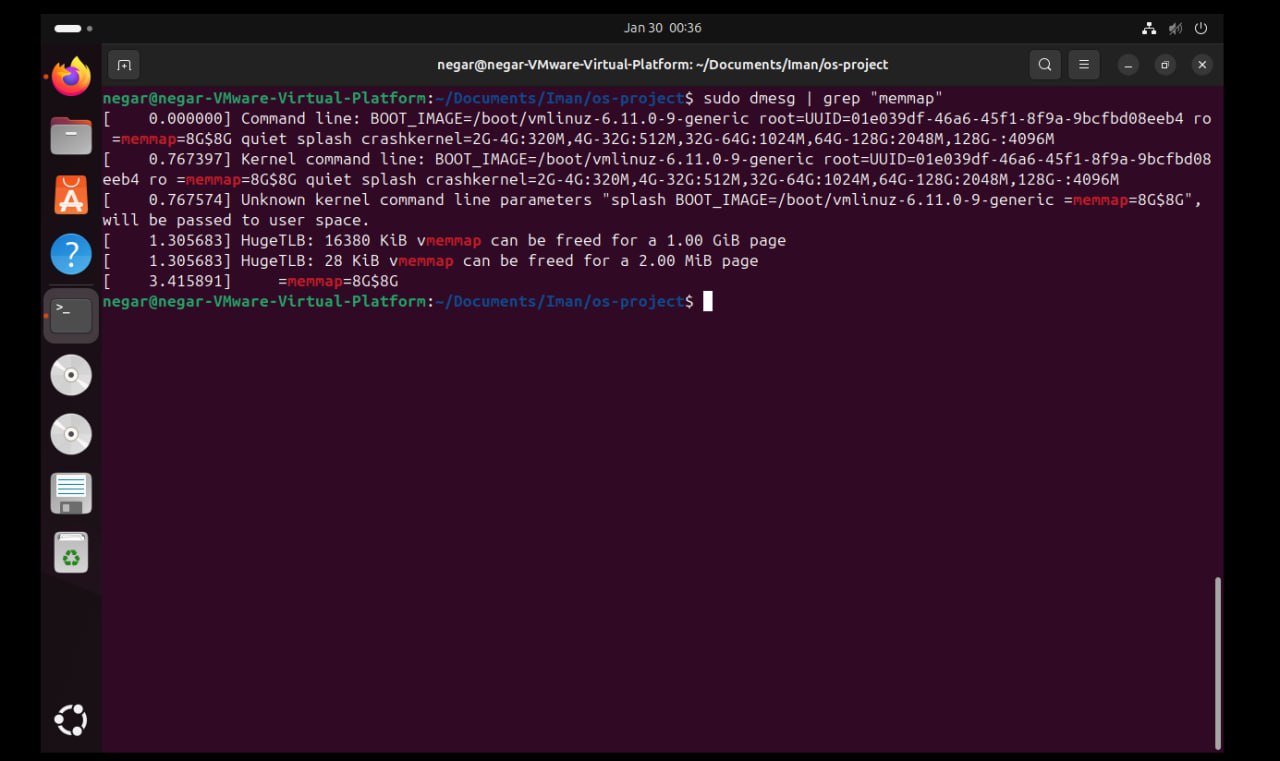 Jan 30 00:36
negar@negar-VMware-Virtual-Platform: ~/Documents/Iman/os-project
negar@negar-VMware-Virtual-Platform:~/Documents/Iman/os-project$ sudo dmesg | grep "memmap"
[    0.000000] Command line: BOOT_IMAGE=/boot/vmlinuz-6.11.0-9-generic root=UUID=01e039df-46a6-45f1-8f9a-9bcfbd08eeb4 ro
=memmap=8G$8G quiet splash crashkernel=2G-4G:320M,4G-32G:512M,32G-64G:1024M,64G-128G:2048M,128G-:4096M
[    0.767397] Kernel command line: BOOT_IMAGE=/boot/vmlinuz-6.11.0-9-generic root=UUID=01e039df-46a6-45f1-8f9a-9bcfbd08
eeb4 ro =memmap=8G$8G quiet splash crashkernel=2G-4G:320M,4G-32G:512M,32G-64G:1024M,64G-128G:2048M,128G-:4096M
[    0.767574] Unknown kernel command line parameters "splash BOOT_IMAGE=/boot/vmlinuz-6.11.0-9-generic =memmap=8G$8G",
will be passed to user space.
[    1.305683] HugeTLB: 16380 KiB vmemmap can be freed for a 1.00 GiB page
[    1.305683] HugeTLB: 28 KiB vmemmap can be freed for a 2.00 MiB page
[    3.415891]     =memmap=8G$8G
negar@negar-VMware-Virtual-Platform:~/Documents/Iman/os-project$